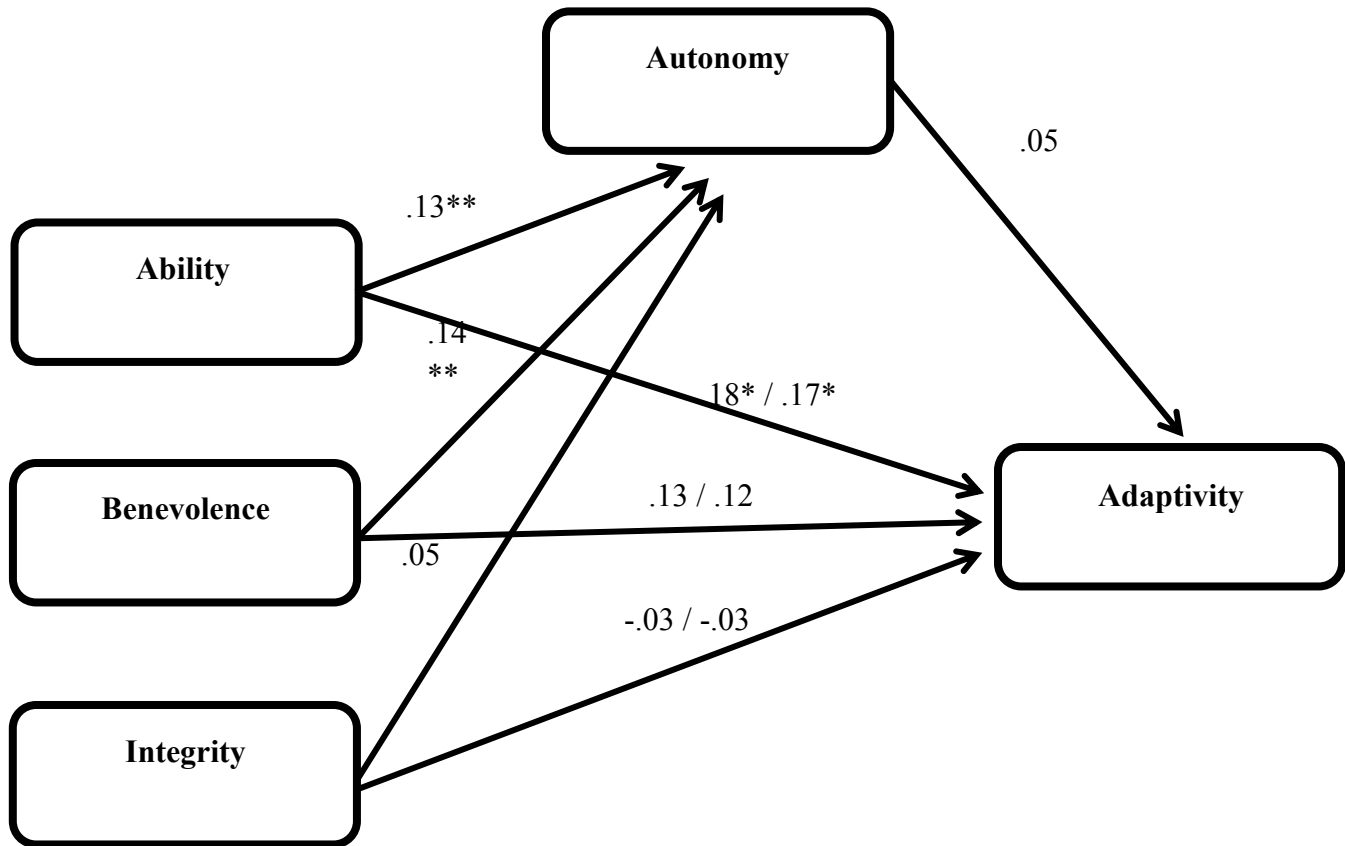 Autonomy
.05
.13**
Ability
.14
**
18* / .17*
Benevolence
.13 / .12
Adaptivity
.05
-.03 / -.03
Integrity